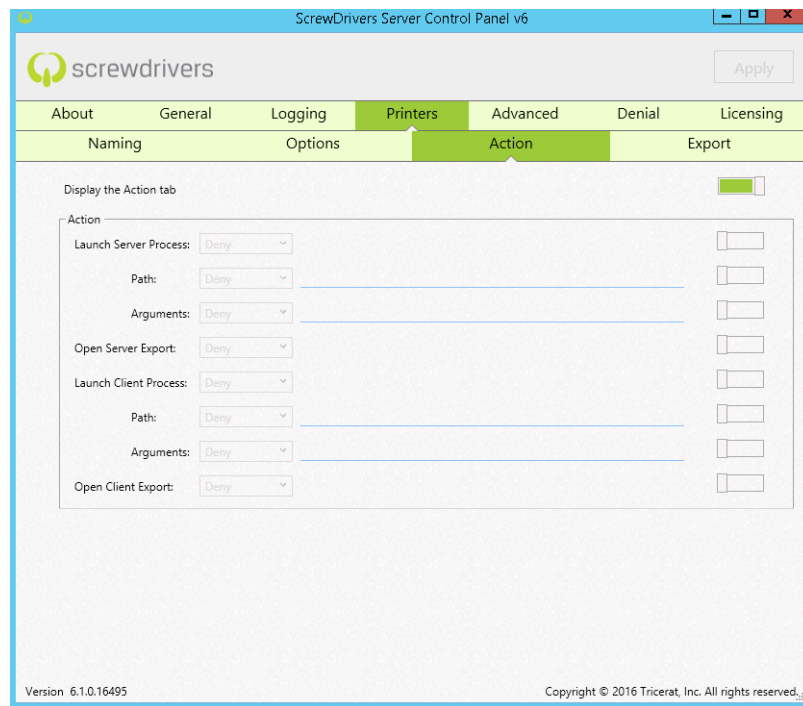 ScrewDrivers Server Control Panel v6
screwdrivers
Apply
About General Logging Printers Advanced Denial Licensing
Naming Options Action Export
Display the Action tab
Action
Launch Server Process: Deny
Path: Deny
Arguments: Deny
Open Server Export: Deny
Launch Client Process: Deny
Path: Deny
Arguments: Deny
Open Client Export: Deny
Version 6.1.0.16495 Copyright © 2016 Tricerat, Inc. All rights reserved.